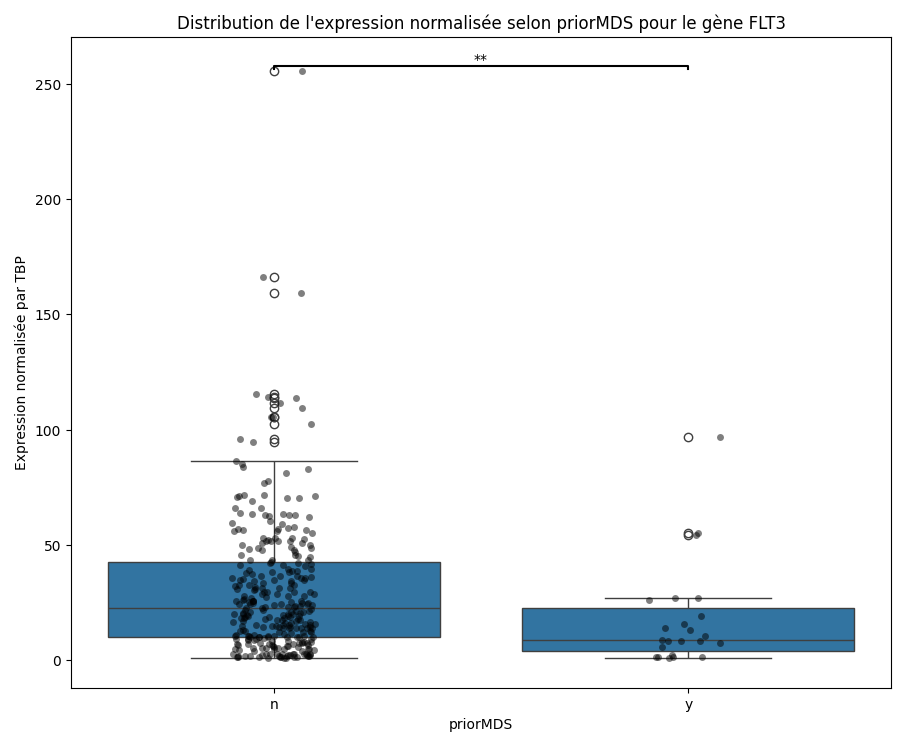 Distribution de l'expression normalisée selon priorMDS pour le gène FLT3
**
250
200
150
100
50
0
Expression normalisée par TBP
n
y
priorMDS